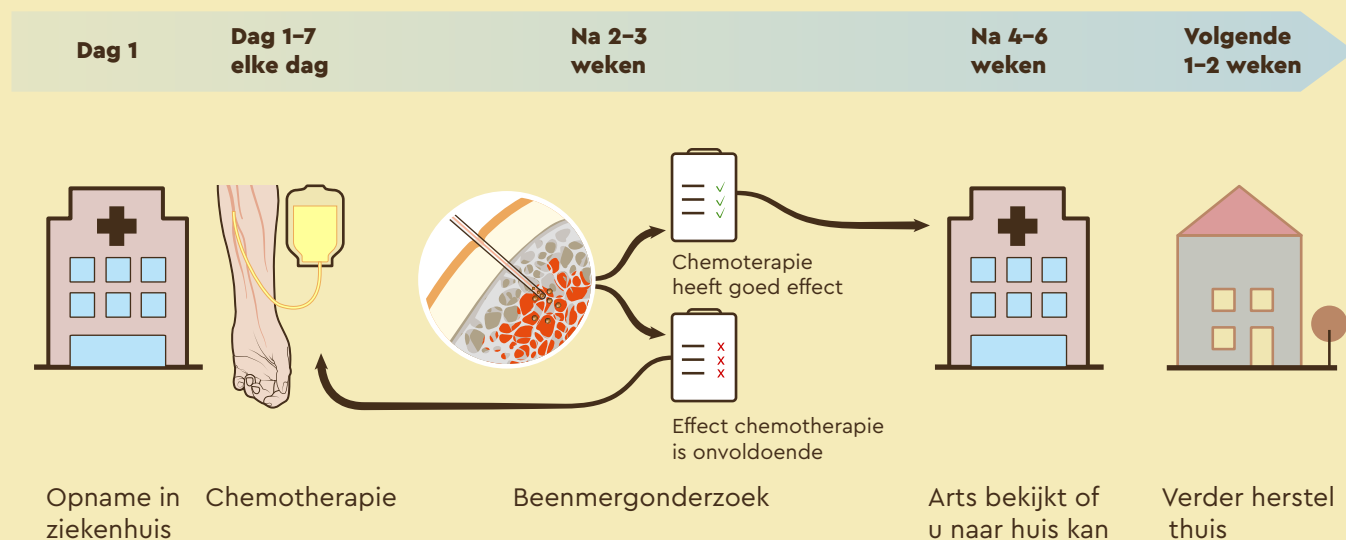 Dag 1
Dag 1–7
elke dag
Na 2–3
weken
Na 4–6
weken
Volgende
1–2 weken
Chemoterapie
heeft goed effect
Effect chemotherapie
is onvoldoende
Opname in
ziekenhuis
Chemotherapie
Beenmergonderzoek
Arts bekijkt of
u naar huis kan
Verder herstel
thuis